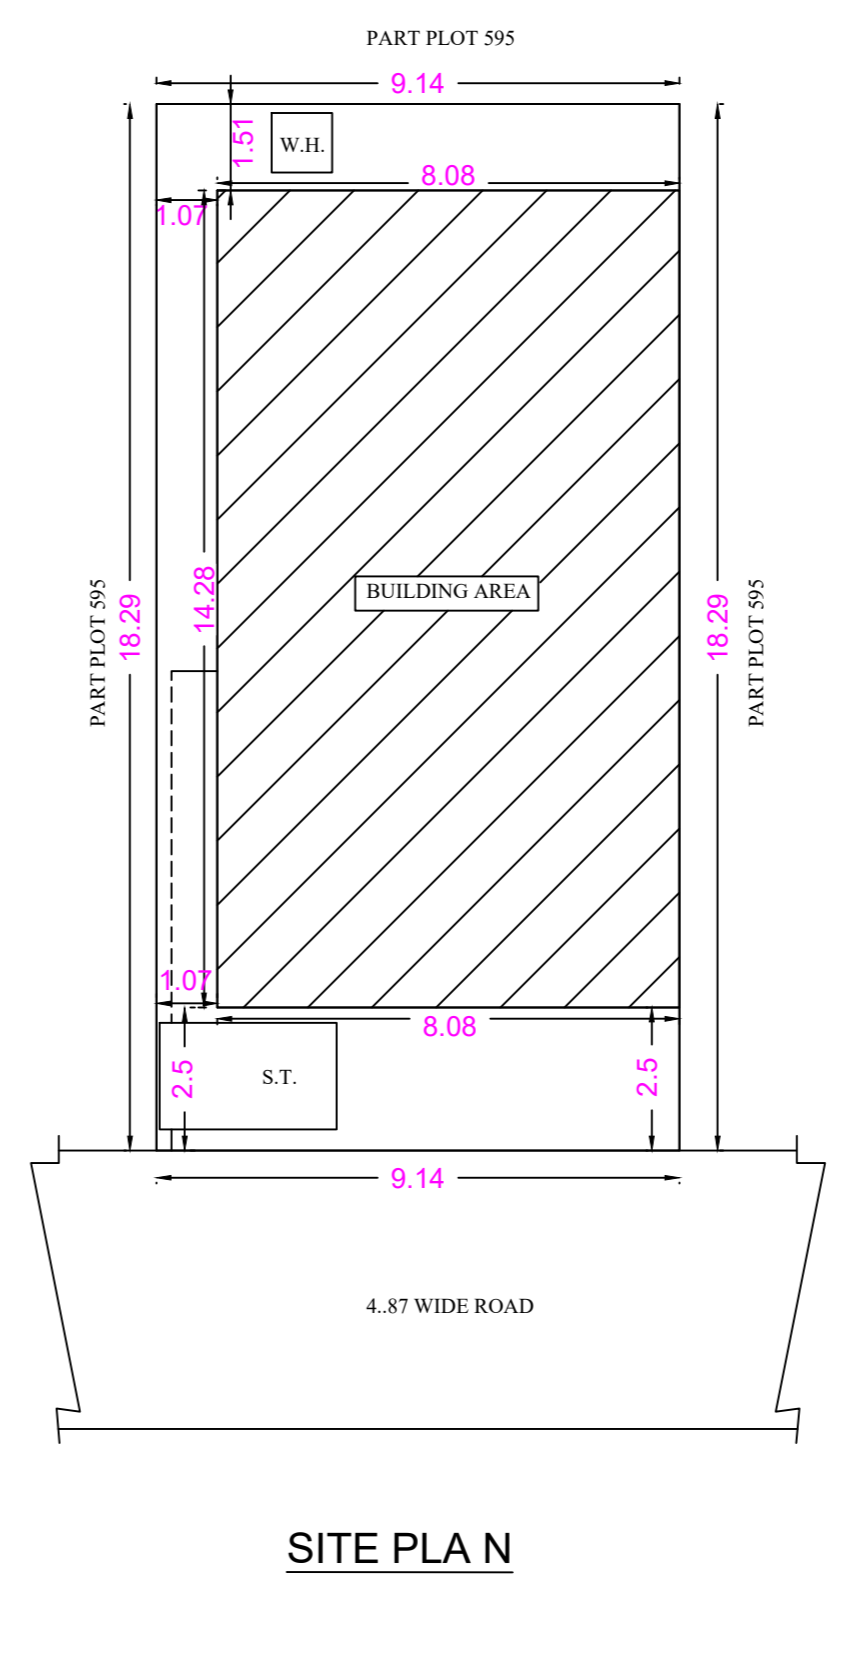 PART PLOT 595
9.14
1.51
W.H.
8.08
1.07
14.28
BUILDING AREA
PART PLOT 595
18.29
18.29
PART PLOT 595
1.07
8.08
2.5
S.T.
2.5
9.14
4..87 WIDE ROAD
SITE PLA N